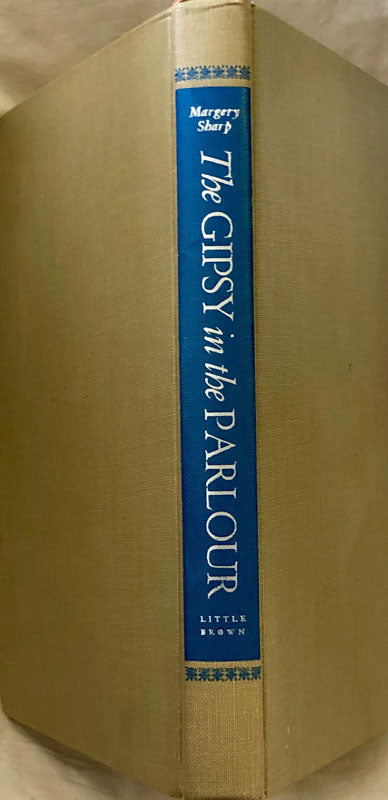 Margery
Sharp
The GIPSY in the PARLOUR
LITTLE
BROWN